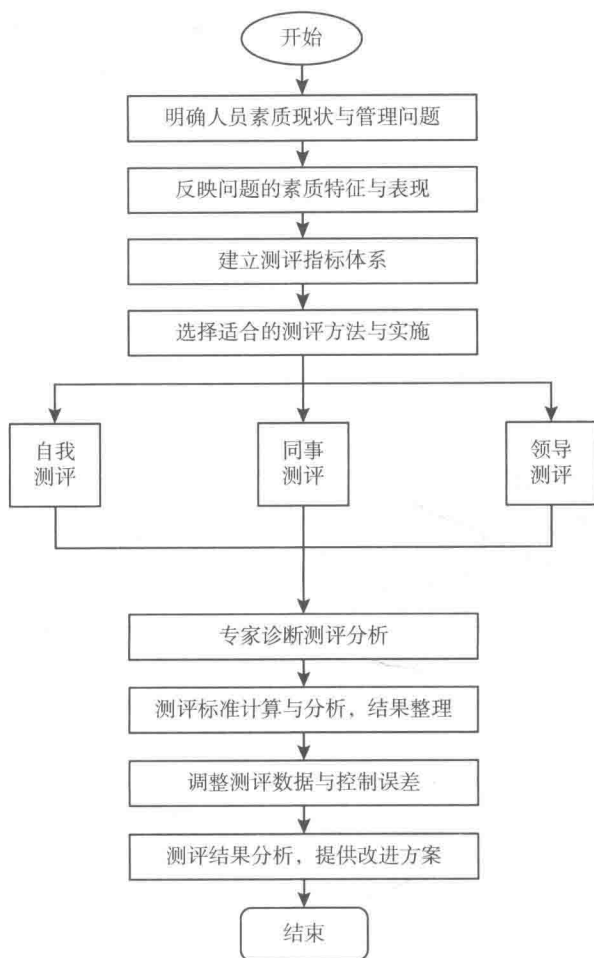 开始
明确人员素质现状与管理问题
反映问题的素质特征与表现
建立测评指标体系
选择适合的测评方法与实施
自我
测评
同事
测评
领导
测评
专家诊断测评分析
测评标准计算与分析，结果整理
调整测评数据与控制误差
测评结果分析，提供改进方案
结束